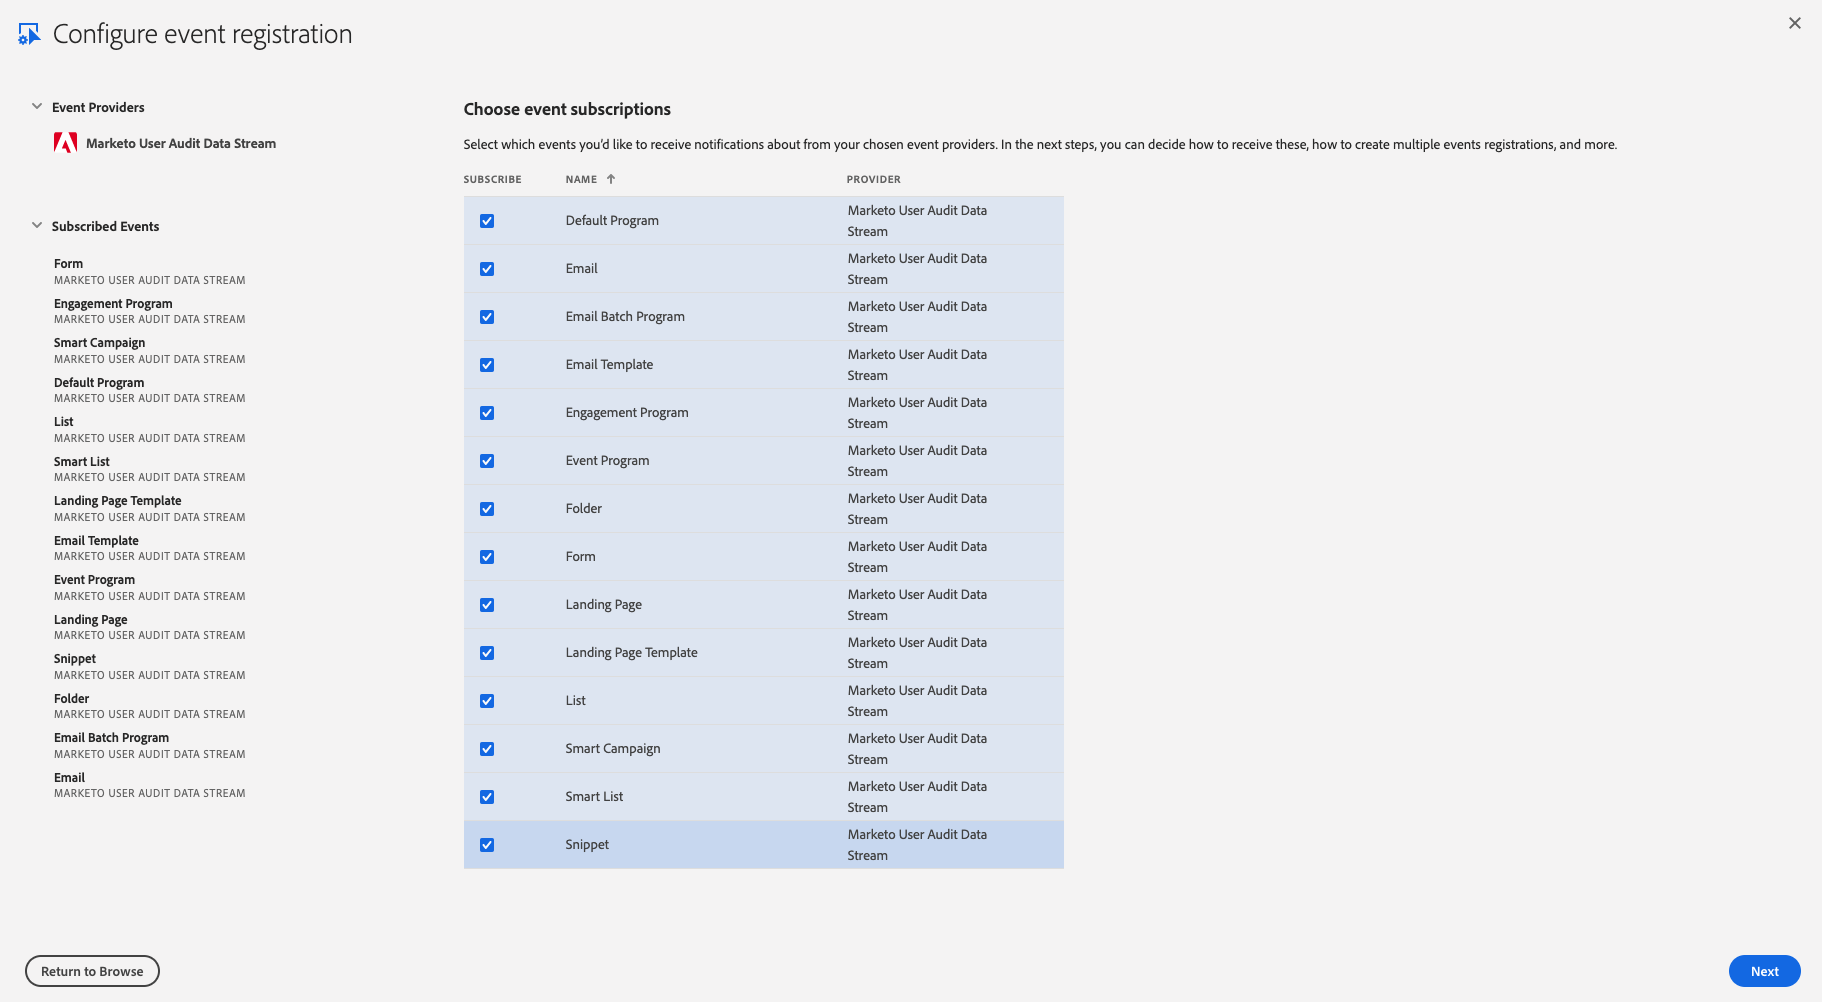 Configure event registration
Event Providers
Marketo User Audit Data Stream
Subscribed Events
Form
MARKETO USER AUDIT DATA STREAM
Engagement Program
MARKETO USER AUDIT DATA STREAM
Smart Campaign
MARKETO USER AUDIT DATA STREAM
Default Program
MARKETO USER AUDIT DATA STREAM
List
MARKETO USER AUDIT DATA STREAM
Smart List
MARKETO USER AUDIT DATA STREAM
Landing Page Template
MARKETO USER AUDIT DATA STREAM
Email Template
MARKETO USER AUDIT DATA STREAM
Event Program
MARKETO USER AUDIT DATA STREAM
Landing Page
MARKETO USER AUDIT DATA STREAM
Snippet
MARKETO USER AUDIT DATA STREAM
Folder
MARKETO USER AUDIT DATA STREAM
Email Batch Program
MARKETO USER AUDIT DATA STREAM
Email
MARKETO USER AUDIT DATA STREAM
Choose event subscriptions
Select which events you'd like to receive notifications about from your chosen event providers. In the next steps, you can decide how to receive these, how to create multiple events registrations, and more.
SUBSCRIBE NAME PROVIDER
Default Program Marketo User Audit Data
Stream
Email Marketo User Audit Data
Stream
Email Batch Program Marketo User Audit Data
Stream
Email Template Marketo User Audit Data
Stream
Engagement Program Marketo User Audit Data
Stream
Event Program Marketo User Audit Data
Stream
Folder Marketo User Audit Data
Stream
Form Marketo User Audit Data
Stream
Landing Page Marketo User Audit Data
Stream
Landing Page Template Marketo User Audit Data
Stream
List Marketo User Audit Data
Stream
Smart Campaign Marketo User Audit Data
Stream
Smart List Marketo User Audit Data
Stream
Snippet Marketo User Audit Data
Stream
Return to Browse
Next